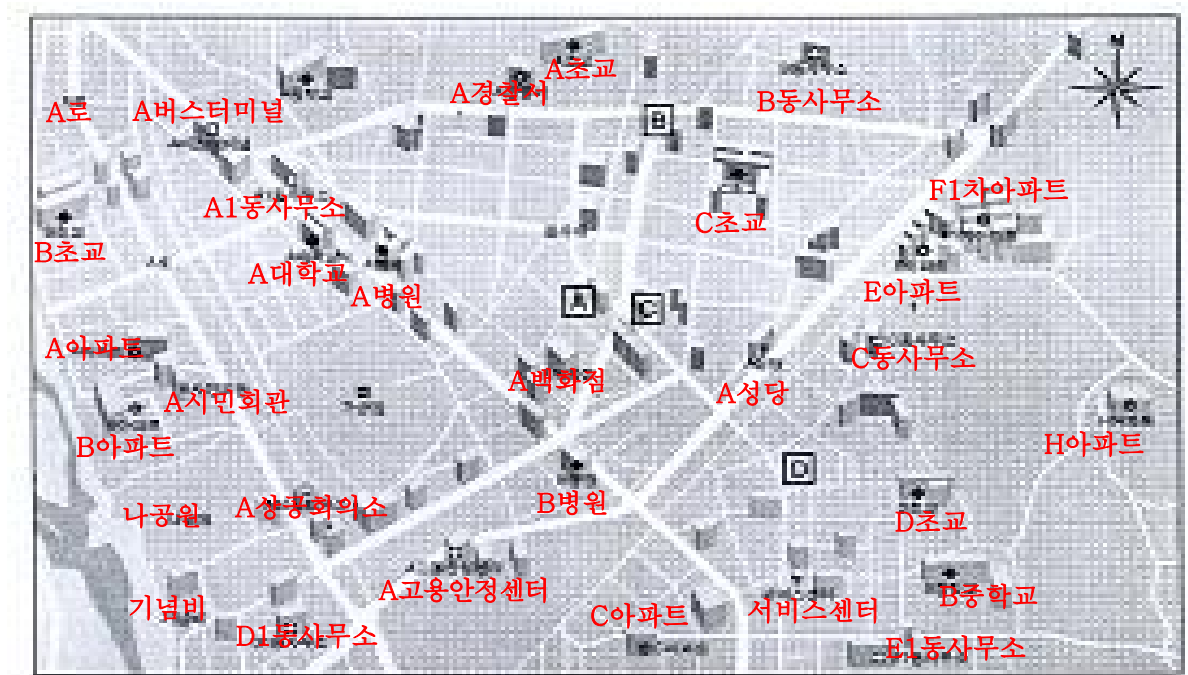 N
A초교
A경찰서
A로
A버스터미널
B동사무소
B
F1차아파트
A1동사무소
C초교
B초교
A대학교
A병원
E아파트
A
C
A아파트
C동사무소
A백화점
A성당
A시민회관
B아파트
H아파트
D
A상공회의소
B병원
나공원
D초교
A고용안정센터
B중학교
기념비
C아파트
서비스센터
D1동사무소
E1동사무소